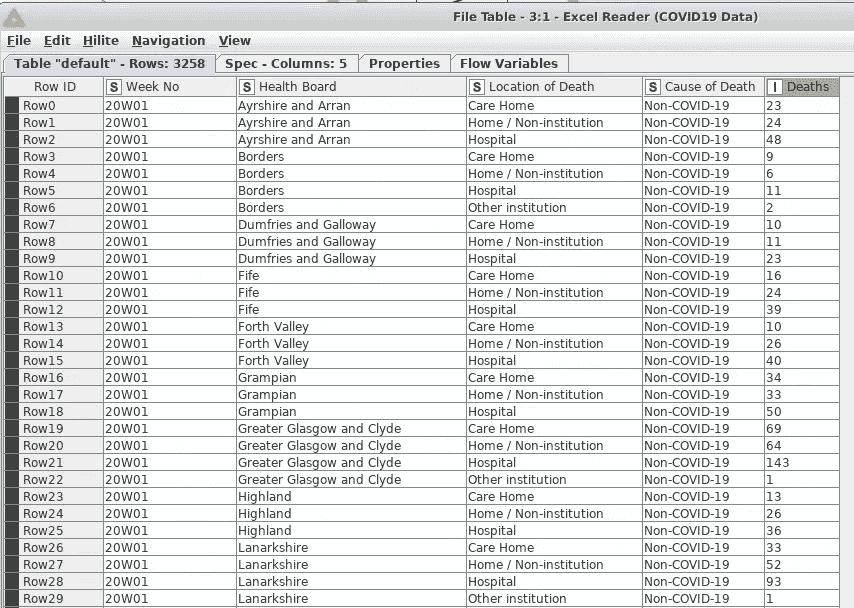 File Table - 3:1 - Excel Reader (COVID19 Data)
File Edit Hilite Navigation View
Table "default" - Rows: 3258 Spec - Columns: 5 Properties Flow Variables
Row ID S Week No S Health Board S Location of Death S Cause of Death I Deaths
Row0 20W01 Ayrshire and Arran Care Home Non-COVID-19 23
Row1 20W01 Ayrshire and Arran Home / Non-institution Non-COVID-19 24
Row2 20W01 Ayrshire and Arran Hospital Non-COVID-19 48
Row3 20W01 Borders Care Home Non-COVID-19 9
Row4 20W01 Borders Home / Non-institution Non-COVID-19 6
Row5 20W01 Borders Hospital Non-COVID-19 11
Row6 20W01 Borders Other institution Non-COVID-19 2
Row7 20W01 Dumfries and Galloway Care Home Non-COVID-19 10
Row8 20W01 Dumfries and Galloway Home / Non-institution Non-COVID-19 11
Row9 20W01 Dumfries and Galloway Hospital Non-COVID-19 23
Row10 20W01 Fife Care Home Non-COVID-19 16
Row11 20W01 Fife Home / Non-institution Non-COVID-19 24
Row12 20W01 Fife Hospital Non-COVID-19 39
Row13 20W01 Forth Valley Care Home Non-COVID-19 10
Row14 20W01 Forth Valley Home / Non-institution Non-COVID-19 26
Row15 20W01 Forth Valley Hospital Non-COVID-19 40
Row16 20W01 Grampian Care Home Non-COVID-19 34
Row17 20W01 Grampian Home / Non-institution Non-COVID-19 33
Row18 20W01 Grampian Hospital Non-COVID-19 50
Row19 20W01 Greater Glasgow and Clyde Care Home Non-COVID-19 69
Row20 20W01 Greater Glasgow and Clyde Home / Non-institution Non-COVID-19 64
Row21 20W01 Greater Glasgow and Clyde Hospital Non-COVID-19 143
Row22 20W01 Greater Glasgow and Clyde Other institution Non-COVID-19 1
Row23 20W01 Highland Care Home Non-COVID-19 13
Row24 20W01 Highland Home / Non-institution Non-COVID-19 26
Row25 20W01 Highland Hospital Non-COVID-19 36
Row26 20W01 Lanarkshire Care Home Non-COVID-19 33
Row27 20W01 Lanarkshire Home / Non-institution Non-COVID-19 52
Row28 20W01 Lanarkshire Hospital Non-COVID-19 93
Row29 20W01 Lanarkshire Other institution Non-COVID-19 1